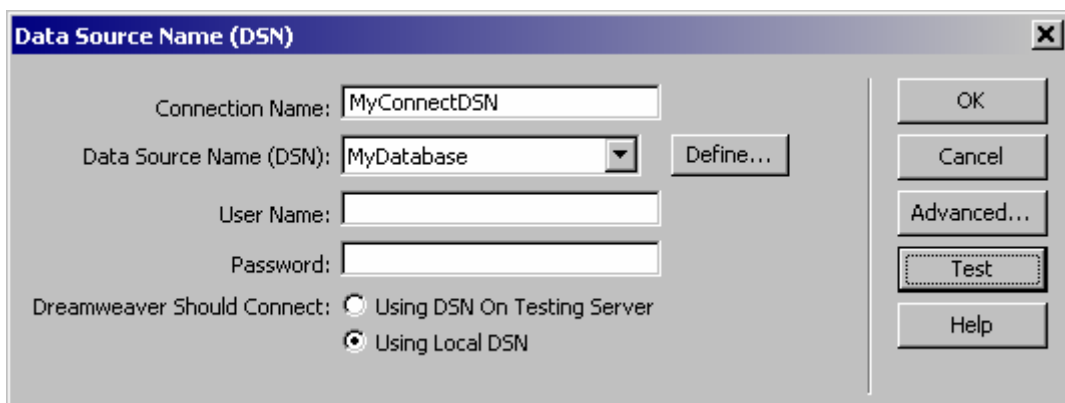 Data Source Name (DSN)
Connection Name: MyConnectDSN
OK
Data Source Name (DSN): MyDatabase Define...
Cancel
User Name:
Advanced...
Password:
Test
Dreamweaver Should Connect: Using DSN On Testing Server
Using Local DSN
Help